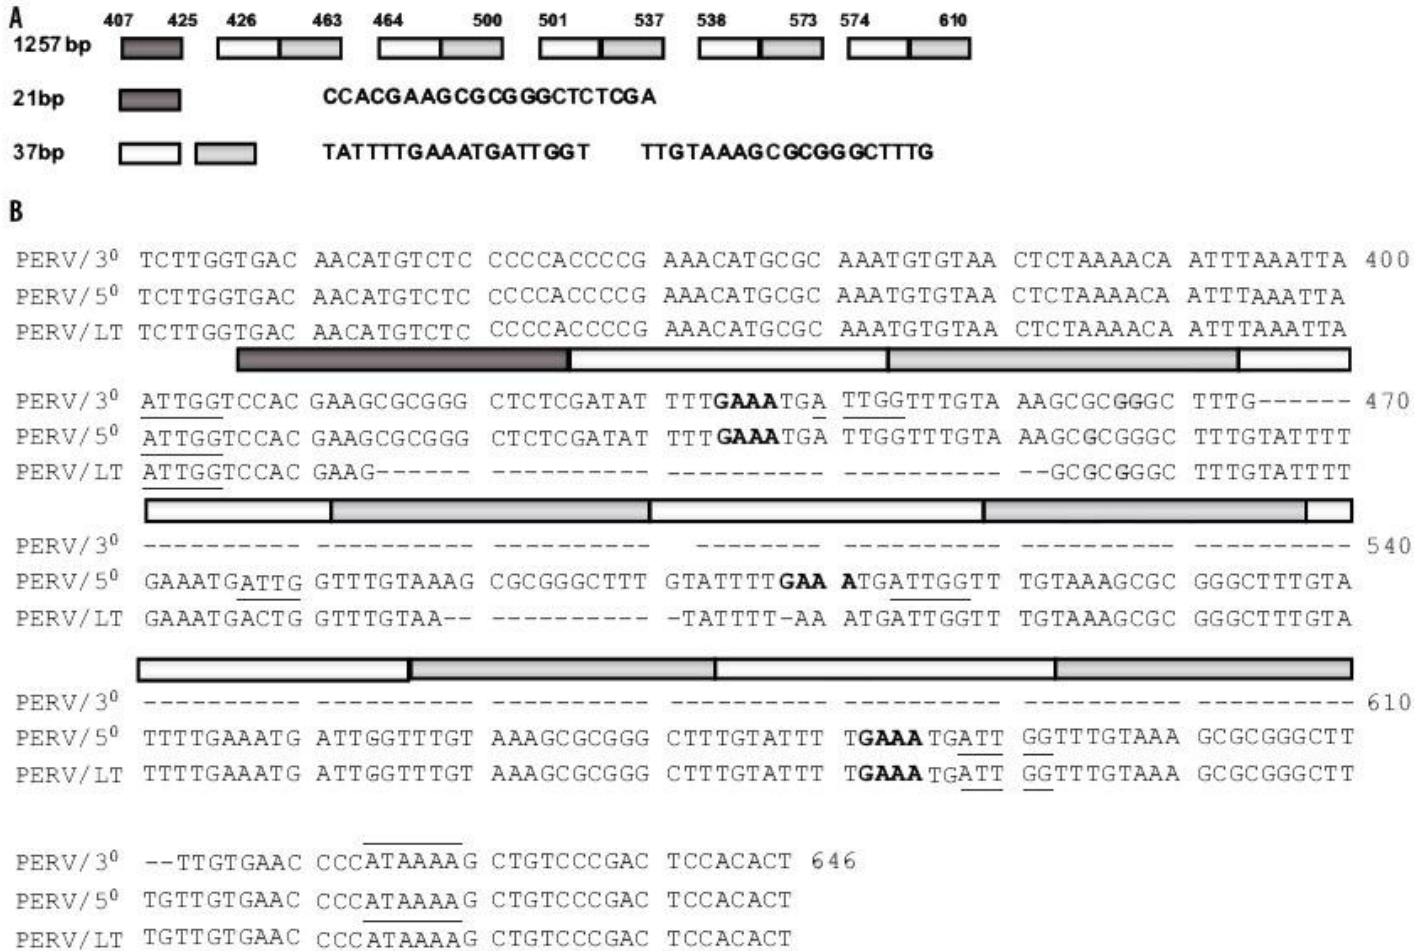 A
407 425 426 463 464 500 501 537 538 573 574 610
1257 bp
21bp CCACGAAGCGCGGGCTCTCGA
37bp TATTTTGAAATGATTGGT TTGTAAAGCGCGGGCTTTG
B
PERV/3⁰ TCTTGGTGAC AACATGTCTC CCCCACCCCG AAACATGCGC AAATGTGTAA CTCTAAAACA ATTTAAATTA 400
PERV/5⁰ TCTTGGTGAC AACATGTCTC CCCCACCCCG AAACATGCGC AAATGTGTAA CTCTAAAACA ATTTAAATTA
PERV/LT TCTTGGTGAC AACATGTCTC CCCCACCCCG AAACATGCGC AAATGTGTAA CTCTAAAACA ATTTAAATTA
PERV/3⁰ ATTGGTCCAC GAAGCGCGGG CTCTCGATAT TTTGAAATGA TTGGTTTGTA AAGCGCGGGC TTTG------ 470
PERV/5⁰ ATTGGTCCAC GAAGCGCGGG CTCTCGATAT TTTGAAATGA TTGGTTTGTA AAGCGCGGGC TTTGTATTTT
PERV/LT ATTGGTCCAC GAAG------ ---------- ---------- ---------- --GCGCGGGC TTTGTATTTT
PERV/3⁰ ---------- ---------- ---------- -------- ---------- ---------- ---------- 540
PERV/5⁰ GAAATGATTG GTTTGTAAAG CGCGGGCTTT GTATTTTGAA ATGATTGGTT TGTAAAGCGC GGGCTTTGTA
PERV/LT GAAATGACTG GTTTGTAA-- ---------- -TATTTT-AA ATGATTGGTT TGTAAAGCGC GGGCTTTGTA
PERV/3⁰ ---------- ---------- ---------- ---------- ---------- ---------- ---------- 610
PERV/5⁰ TTTTGAAATG ATTGGTTTGT AAAGCGCGGG CTTTGTATTT TGAAATGATT GGTTTGTAAA GCGCGGGCTT
PERV/LT TTTTGAAATG ATTGGTTTGT AAAGCGCGGG CTTTGTATTT TGAAATGATT GGTTTGTAAA GCGCGGGCTT
PERV/3⁰ --TTGTGAAC CCCATAAAAG CTGTCCCGAC TCCACACT 646
PERV/5⁰ TGTTGTGAAC CCCATAAAAG CTGTCCCGAC TCCACACT
PERV/LT TGTTGTGAAC CCCATAAAAG CTGTCCCGAC TCCACACT